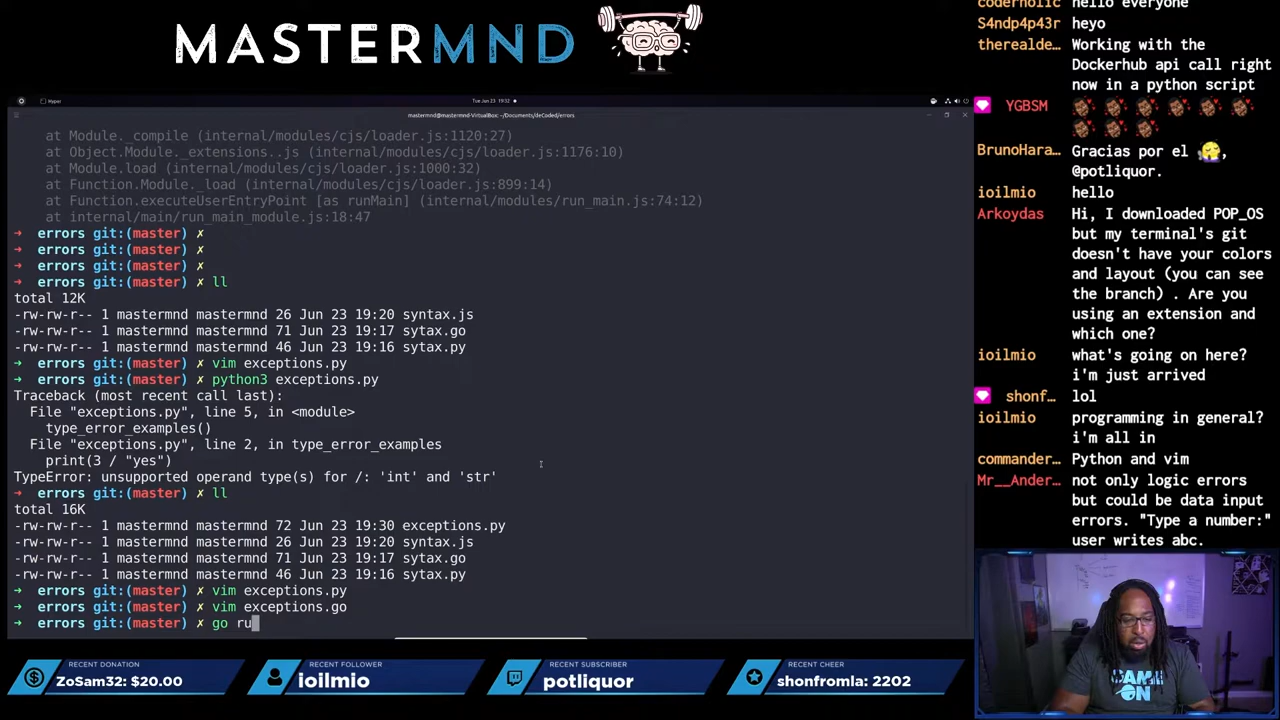 MASTERMND
Hyper
Tue Jun 23 19:32
mastermnd@mastermnd-VirtualBox: ~/Documents/deCoded/errors
at Module._compile (internal/modules/cjs/loader.js:1120:27)
at Object.Module._extensions..js (internal/modules/cjs/loader.js:1176:10)
at Module.load (internal/modules/cjs/loader.js:1000:32)
at Function.Module._load (internal/modules/cjs/loader.js:899:14)
at Function.executeUserEntryPoint [as runMain] (internal/modules/run_main.js:74:12)
at internal/main/run_main_module.js:18:47
➜ errors git:(master) ✗
➜ errors git:(master) ✗
➜ errors git:(master) ✗
➜ errors git:(master) ✗ ll
total 12K
-rw-rw-r-- 1 mastermnd mastermnd 26 Jun 23 19:20 syntax.js
-rw-rw-r-- 1 mastermnd mastermnd 71 Jun 23 19:17 sytax.go
-rw-rw-r-- 1 mastermnd mastermnd 46 Jun 23 19:16 sytax.py
➜ errors git:(master) ✗ vim exceptions.py
➜ errors git:(master) ✗ python3 exceptions.py
Traceback (most recent call last):
File "exceptions.py", line 5, in <module>
type_error_examples()
File "exceptions.py", line 2, in type_error_examples
print(3 / "yes")
TypeError: unsupported operand type(s) for /: 'int' and 'str'
➜ errors git:(master) ✗ ll
total 16K
-rw-rw-r-- 1 mastermnd mastermnd 72 Jun 23 19:30 exceptions.py
-rw-rw-r-- 1 mastermnd mastermnd 26 Jun 23 19:20 syntax.js
-rw-rw-r-- 1 mastermnd mastermnd 71 Jun 23 19:17 sytax.go
-rw-rw-r-- 1 mastermnd mastermnd 46 Jun 23 19:16 sytax.py
➜ errors git:(master) ✗ vim exceptions.py
➜ errors git:(master) ✗ vim exceptions.go
➜ errors git:(master) ✗ go ru
coderholic hello everyone
S4ndp4p43r heyo
therealde… Working with the
Dockerhub api call right
now in a python script
YGBSM
BrunoHara… Gracias por el ,
@potliquor.
ioilmio hello
Arkoydas Hi, I downloaded POP_OS
but my terminal's git
doesn't have your colors
and layout (you can see
the branch) . Are you
using an extension and
which one?
ioilmio what's going on here?
i'm just arrived
shonf… lol
ioilmio programming in general?
i'm all in
commander… Python and vim
Mr__Ander… not only logic errors
but could be data input
errors. "Type a number:"
user writes abc.
GAME
ON
RECENT DONATION
ZoSam32: $20.00
RECENT FOLLOWER
ioilmio
RECENT SUBSCRIBER
potliquor
RECENT CHEER
shonfromla: 2202